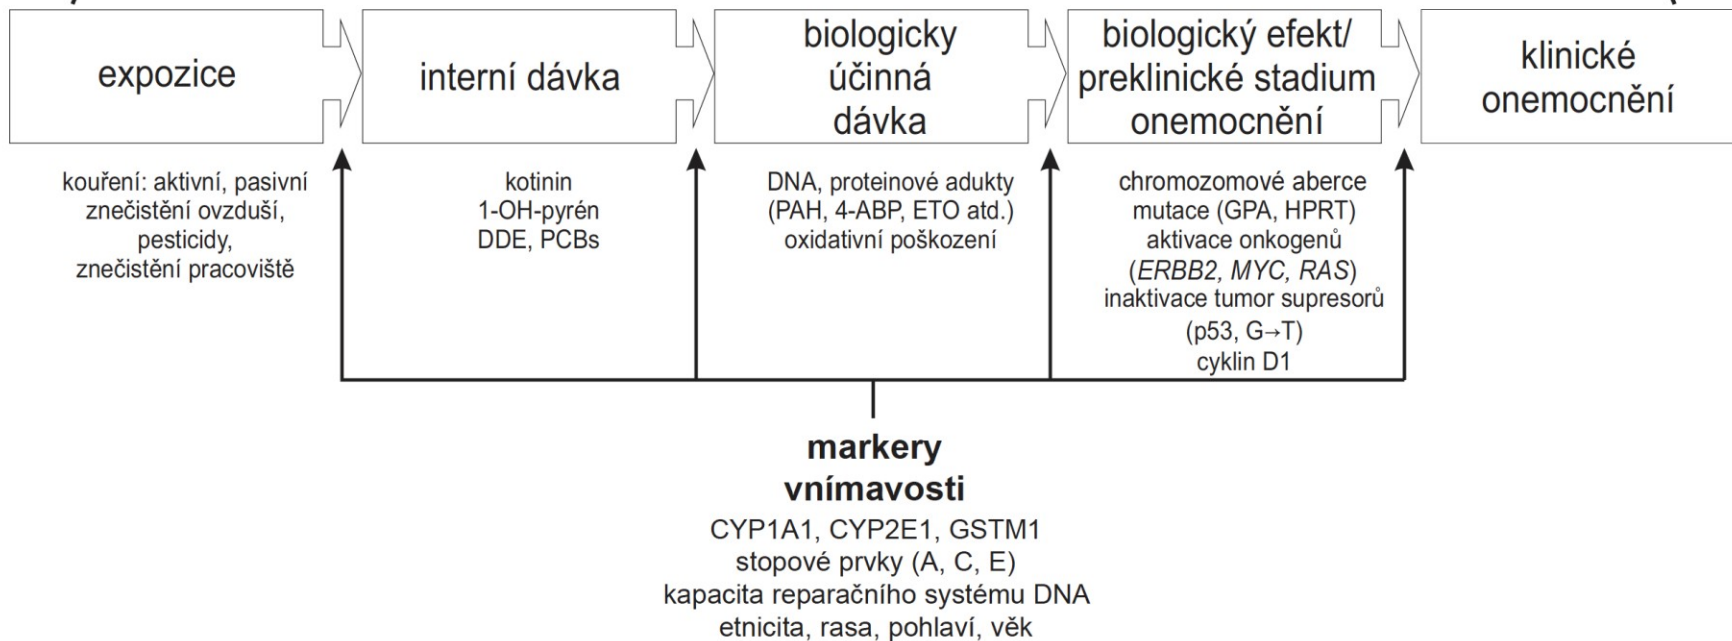 expozice
interní dávka
biologicky
účinná
dávka
biologický efekt/
preklinické stadium
onemocnění
klinické
onemocnění
kouření: aktivní, pasivní
znečistění ovzduší,
pesticidy,
znečistění pracoviště
kotinin
1-OH-pyrén
DDE, PCBs
DNA, proteinové adukty
(PAH, 4-ABP, ETO atd.)
oxidativní poškození
chromozomové aberce
mutace (GPA, HPRT)
aktivace onkogenů
(ERBB2, MYC, RAS)
inaktivace tumor supresorů
(p53, G→T)
cyklin D1
markery
vnímavosti
CYP1A1, CYP2E1, GSTM1
stopové prvky (A, C, E)
kapacita reparačního systému DNA
etnicita, rasa, pohlaví, věk